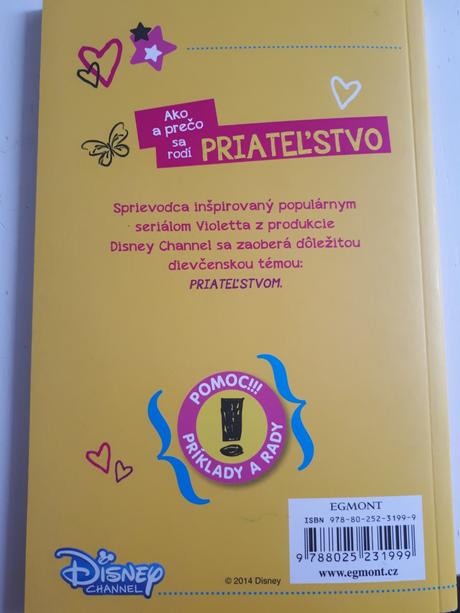 Ako
a prečo
sa
rodí
PRIATEĽSTVO
Sprievodca inšpirovaný populárnym
seriálom Violetta z produkcie
Disney Channel sa zaoberá dôležitou
dievčenskou témou:
PRIATEĽSTVOM.
POMOC!!!
!
PRÍKLADY A RADY
EGMONT
ISBN 978-80-252-3199-9
9 788025 231999
www.egmont.cz
DISNEY
CHANNEL
© 2014 Disney